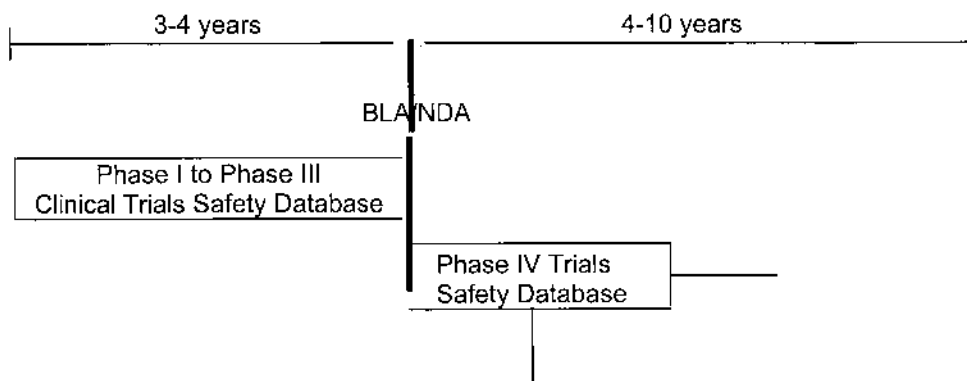 3-4 years
4-10 years
BLA/NDA
Phase I to Phase III
Clinical Trials Safety Database
Phase IV Trials
Safety Database